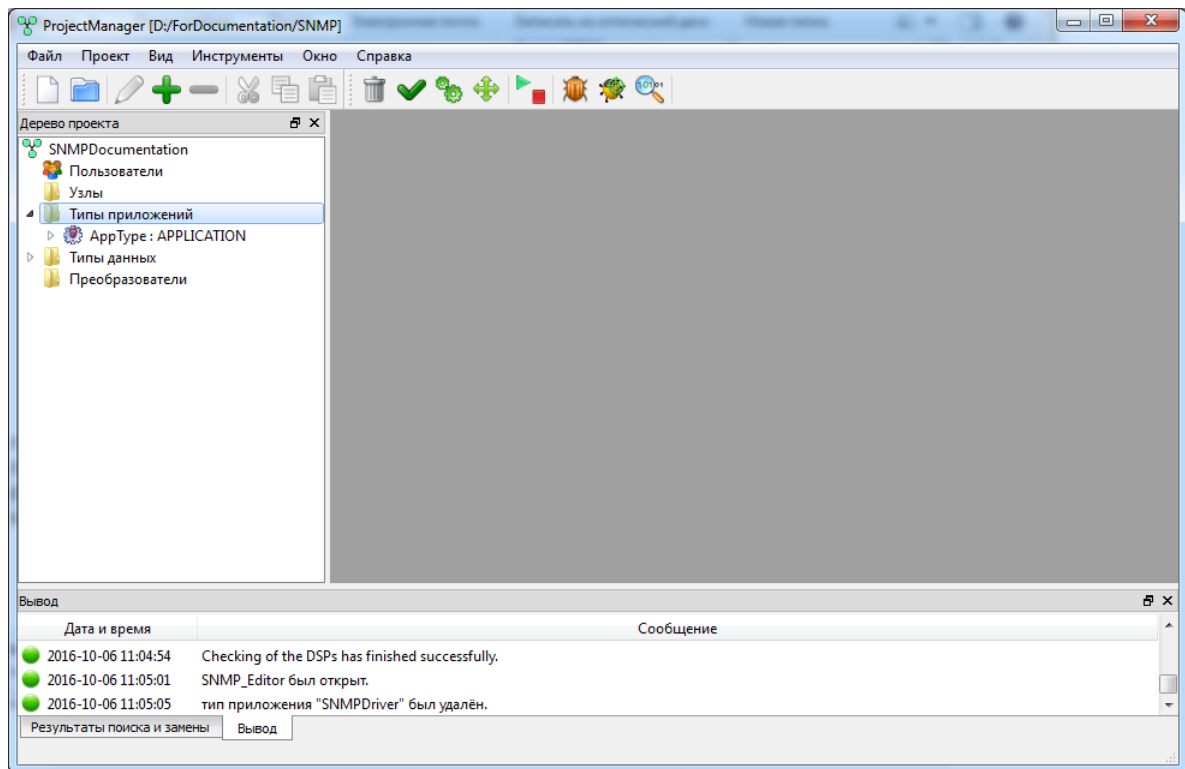 ProjectManager [D:/ForDocumentation/SNMP]
Файл Проект Вид Инструменты Окно Справка
Дерево проекта
SNMPDocumentation
Пользователи
Узлы
Типы приложений
AppType : APPLICATION
Типы данных
Преобразователи
Вывод
Дата и время Сообщение
2016-10-06 11:04:54 Checking of the DSPs has finished successfully.
2016-10-06 11:05:01 SNMP_Editor был открыт.
2016-10-06 11:05:05 тип приложения "SNMPDriver" был удалён.
Результаты поиска и замены Вывод